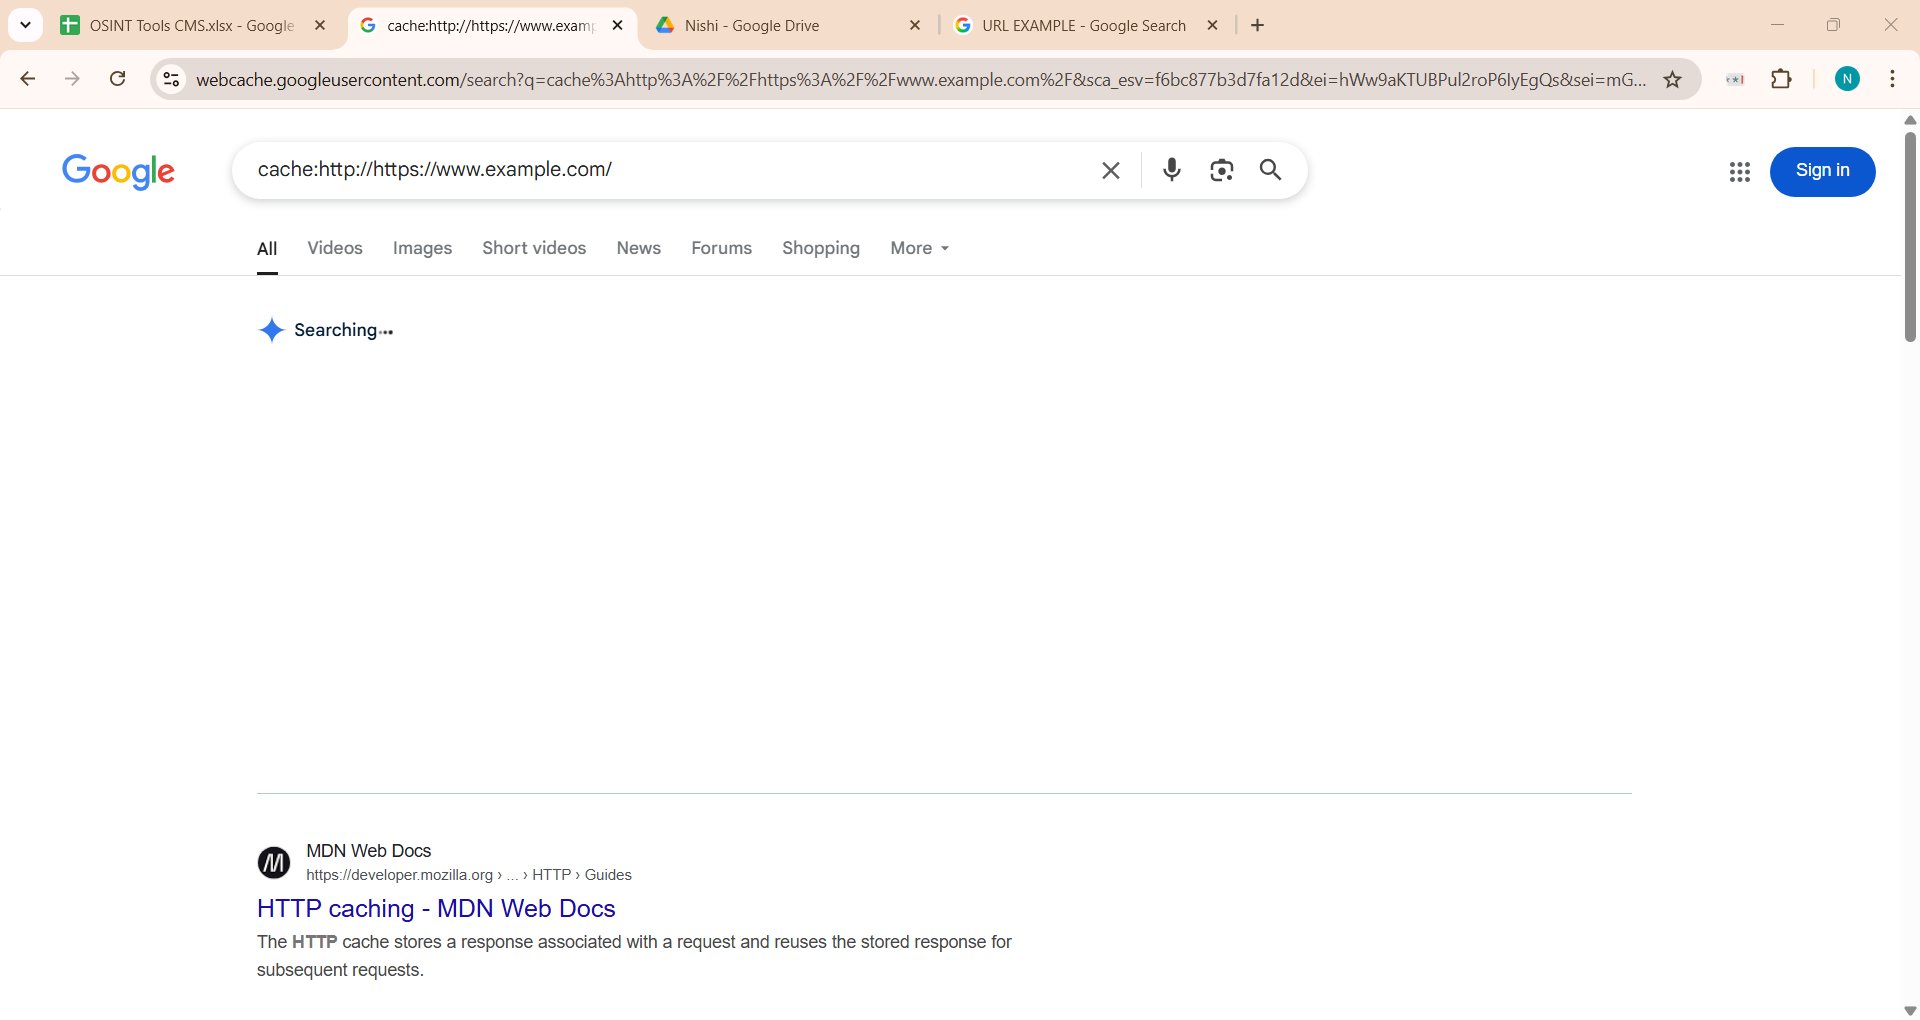 OSINT Tools CMS.xlsx - Google
cache:http://https://www.examp
Nishi - Google Drive
URL EXAMPLE - Google Search
webcache.googleusercontent.com/search?q=cache%3Ahttp%3A%2F%2Fhttps%3A%2F%2Fwww.example.com%2F&sca_esv=f6bc877b3d7fa12d&ei=hWw9aKTUBPul2roP6IyEgQs&sei=mG...
N
Google
cache:http://https://www.example.com/
Sign in
All
Videos
Images
Short videos
News
Forums
Shopping
More
Searching...
MDN Web Docs
https://developer.mozilla.org › ... › HTTP › Guides
HTTP caching - MDN Web Docs
The HTTP cache stores a response associated with a request and reuses the stored response for
subsequent requests.